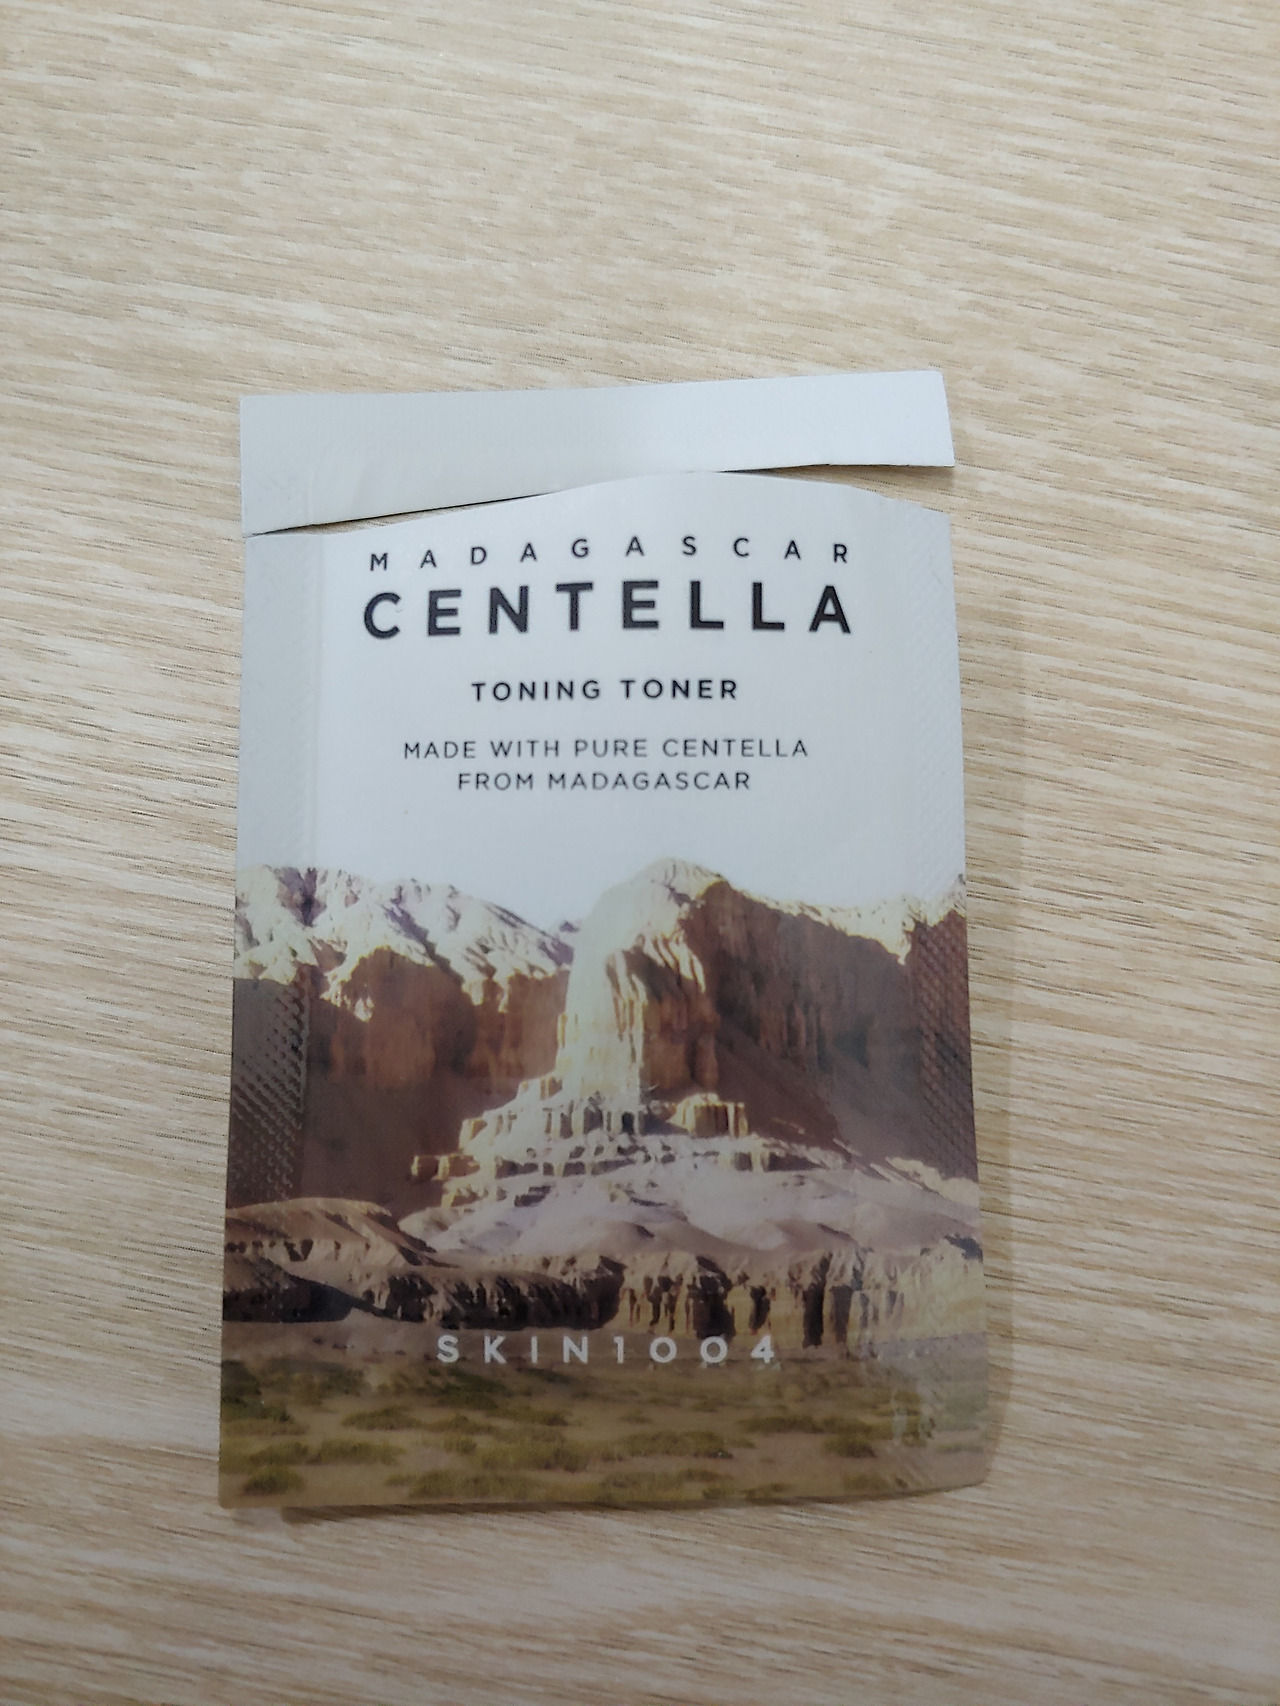 MADAGASCAR
CENTELLA
TONING TONER
MADE WITH PURE CENTELLA
FROM MADAGASCAR
SKIN1004